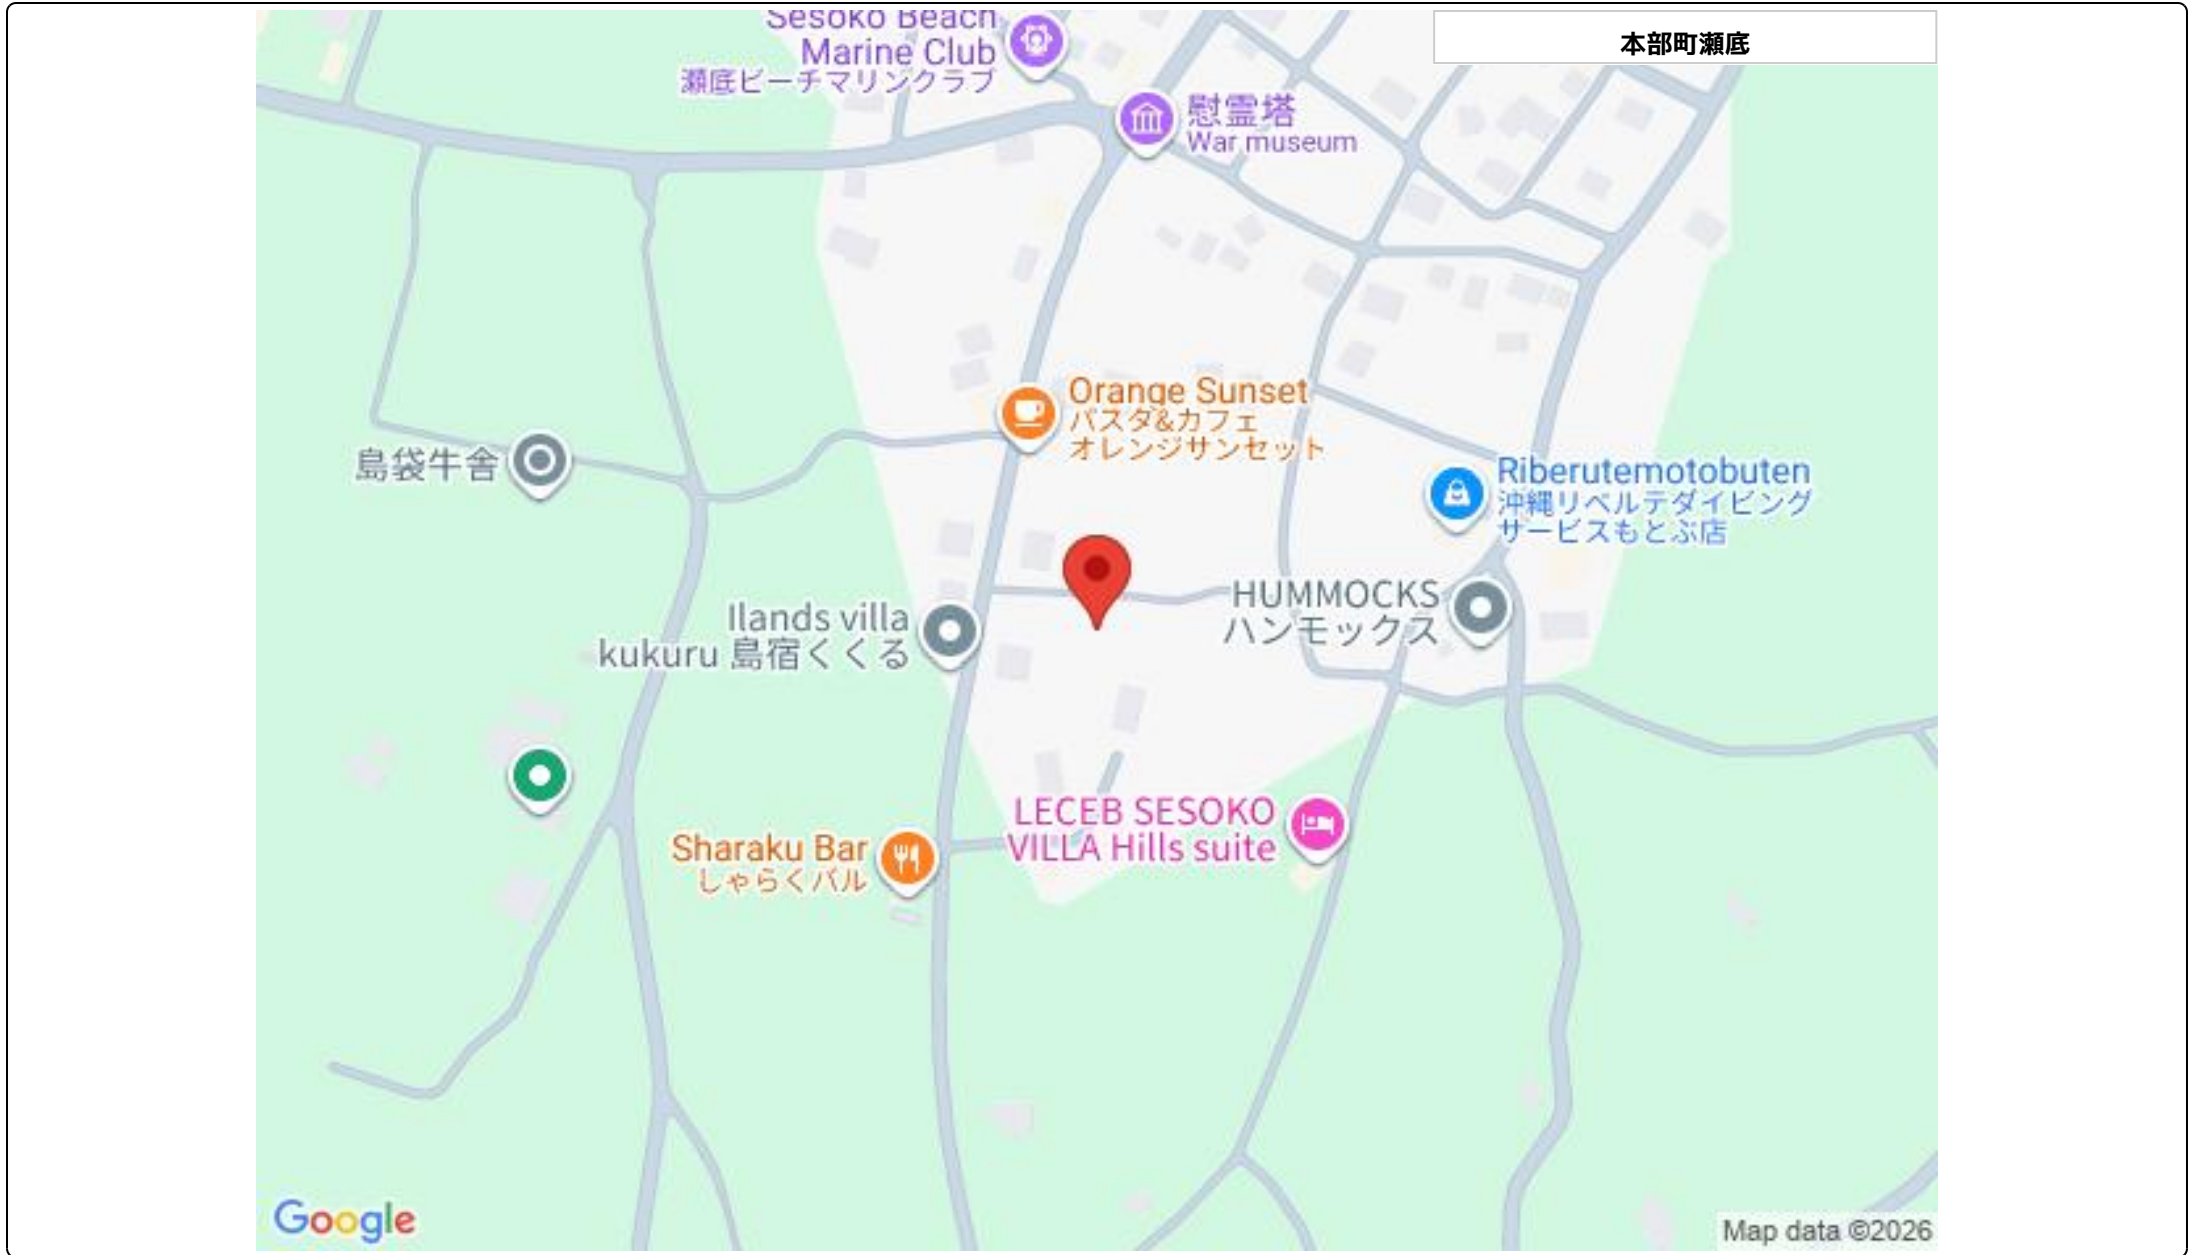 Sesoko Beach
Marine Club
瀬底ビーチマリンクラブ
本部町瀬底
慰霊塔
War museum
Orange Sunset
パスタ&カフェ
オレンジサンセット
島袋牛舎
Riberutemotobuten
沖縄リベルテダイビング
サービスもとぶ店
Ilands villa
kukuru 島宿くくる
HUMMOCKS
ハンモックス
LECEB SESOKO
VILLA Hills suite
Sharaku Bar
しゃらくバル
Google
Map data ©2026